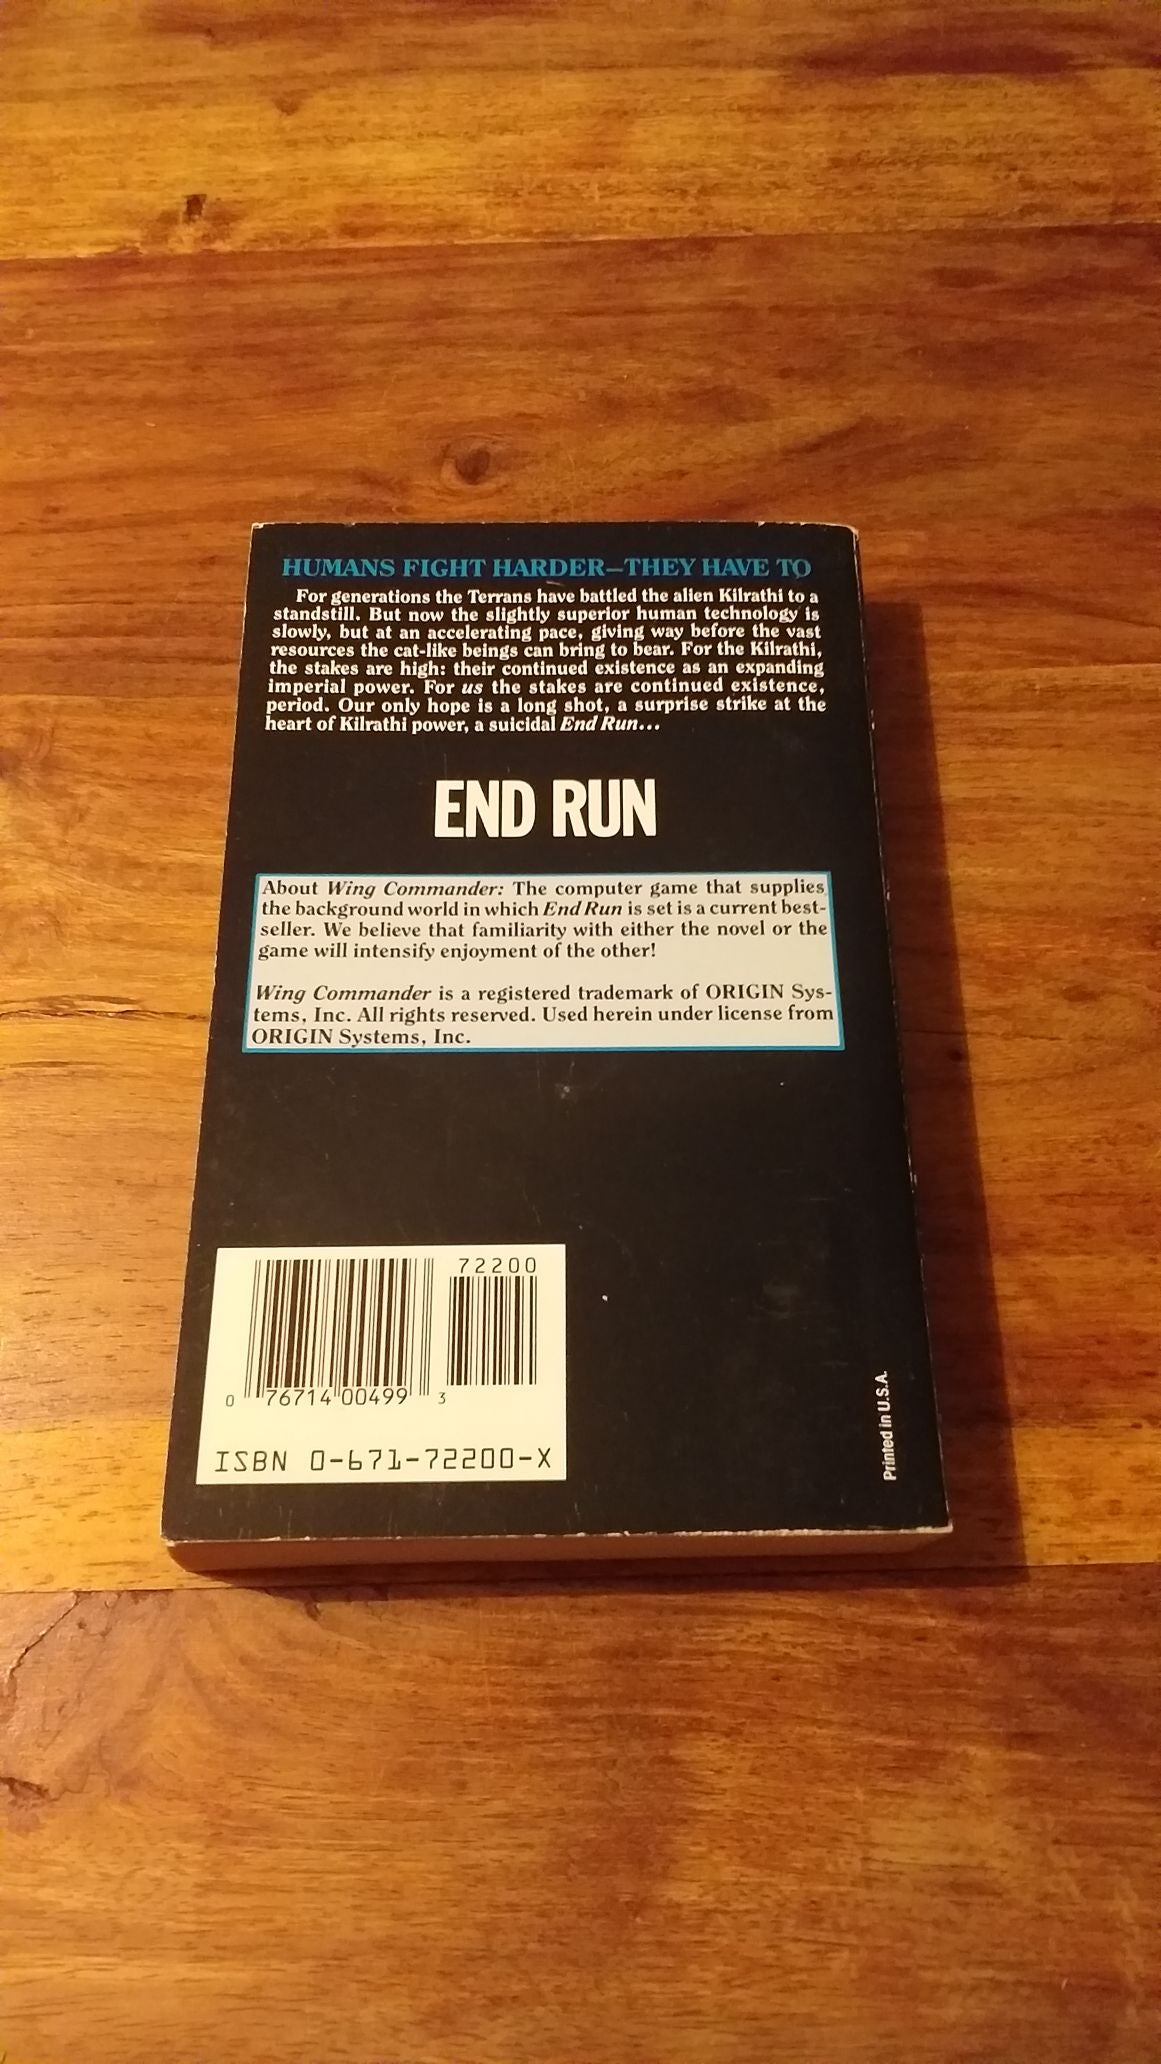 HUMANS FIGHT HARDER—THEY HAVE TO
For generations the Terrans have battled the alien Kilrathi to a
standstill. But now the slightly superior human technology is
slowly, but at an accelerating pace, giving way before the vast
resources the cat-like beings can bring to bear. For the Kilrathi,
the stakes are high: their continued existence as an expanding
imperial power. For us the stakes are continued existence,
period. Our only hope is a long shot, a surprise strike at the
heart of Kilrathi power, a suicidal End Run...
END RUN
About Wing Commander: The computer game that supplies
the background world in which End Run is set is a current best-
seller. We believe that familiarity with either the novel or the
game will intensify enjoyment of the other!
Wing Commander is a registered trademark of ORIGIN Sys-
tems, Inc. All rights reserved. Used herein under license from
ORIGIN Systems, Inc.
72200
0 76714 00499 3
ISBN 0-671-72200-X
Printed in U.S.A.